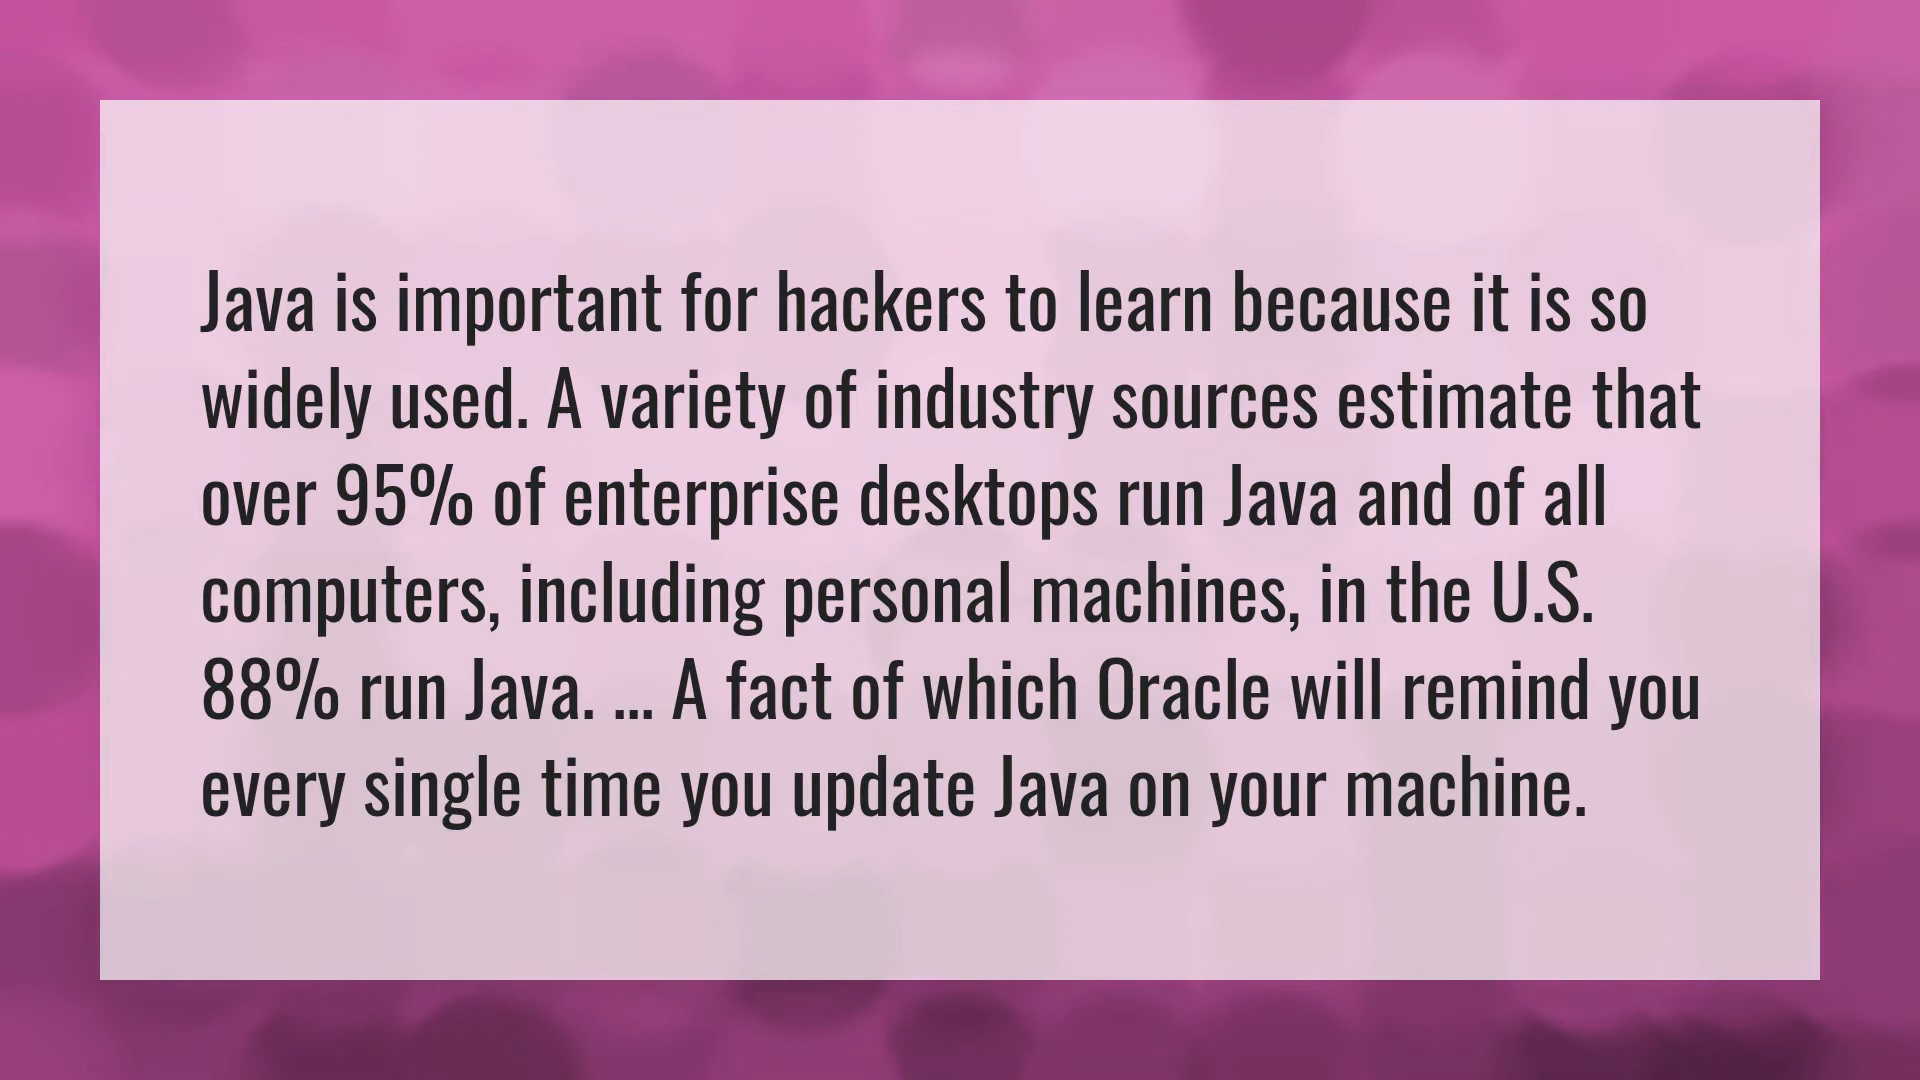 Java is important for hackers to learn because it is so
widely used. A variety of industry sources estimate that
over 95% of enterprise desktops run Java and of all
computers, including personal machines, in the U.S.
88% run Java. ... A fact of which Oracle will remind you
every single time you update Java on your machine.